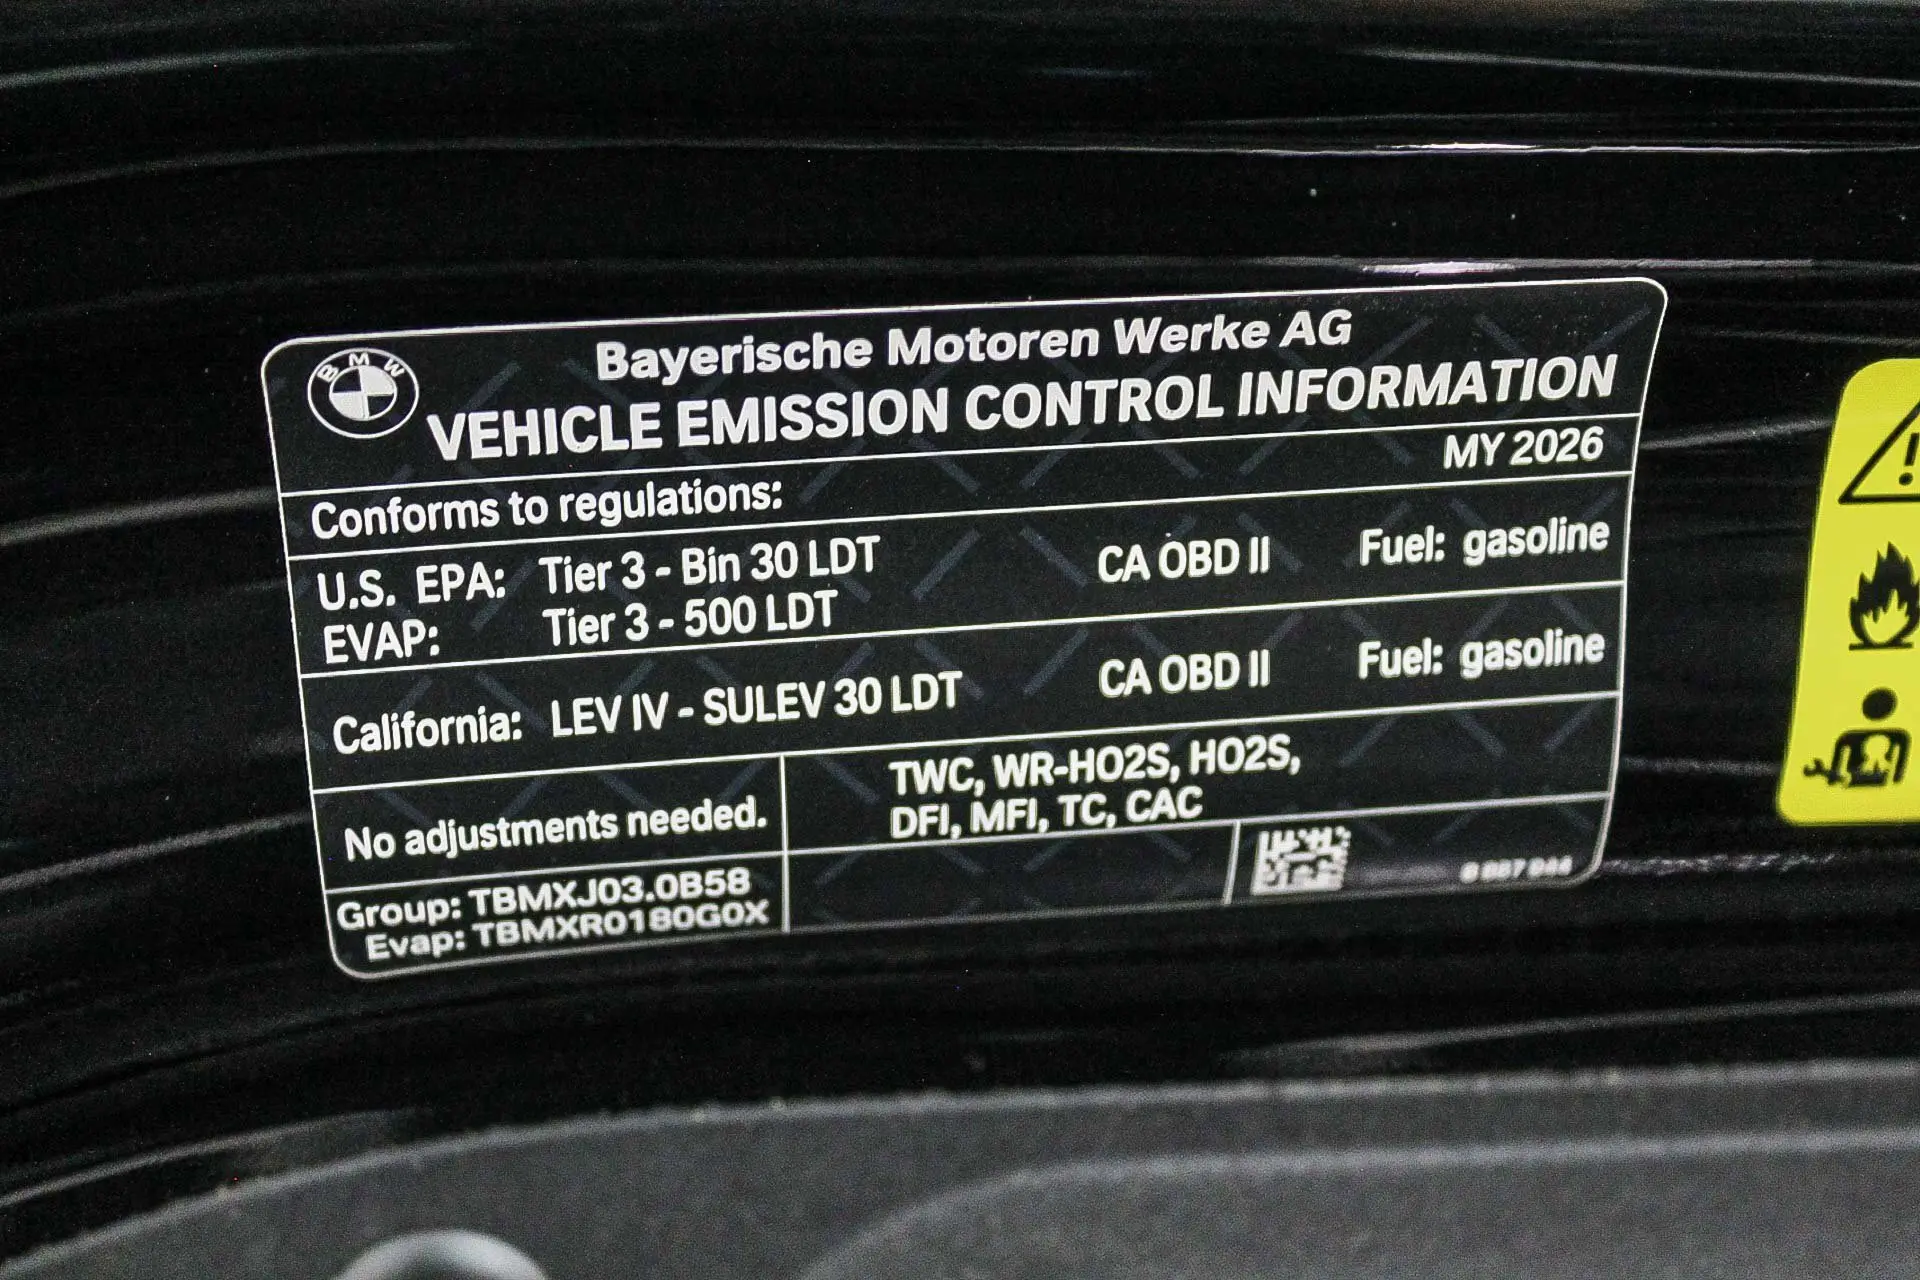 BMW
Bayerische Motoren Werke AG
VEHICLE EMISSION CONTROL INFORMATION
MY 2026
Conforms to regulations:
U.S. EPA: Tier 3 - Bin 30 LDT CA OBD II Fuel: gasoline
EVAP: Tier 3 - 500 LDT
California: LEV IV - SULEV 30 LDT CA OBD II Fuel: gasoline
No adjustments needed.
TWC, WR-HO2S, HO2S,
DFI, MFI, TC, CAC
Group: TBMXJ03.0B58
Evap: TBMXR0180G0X